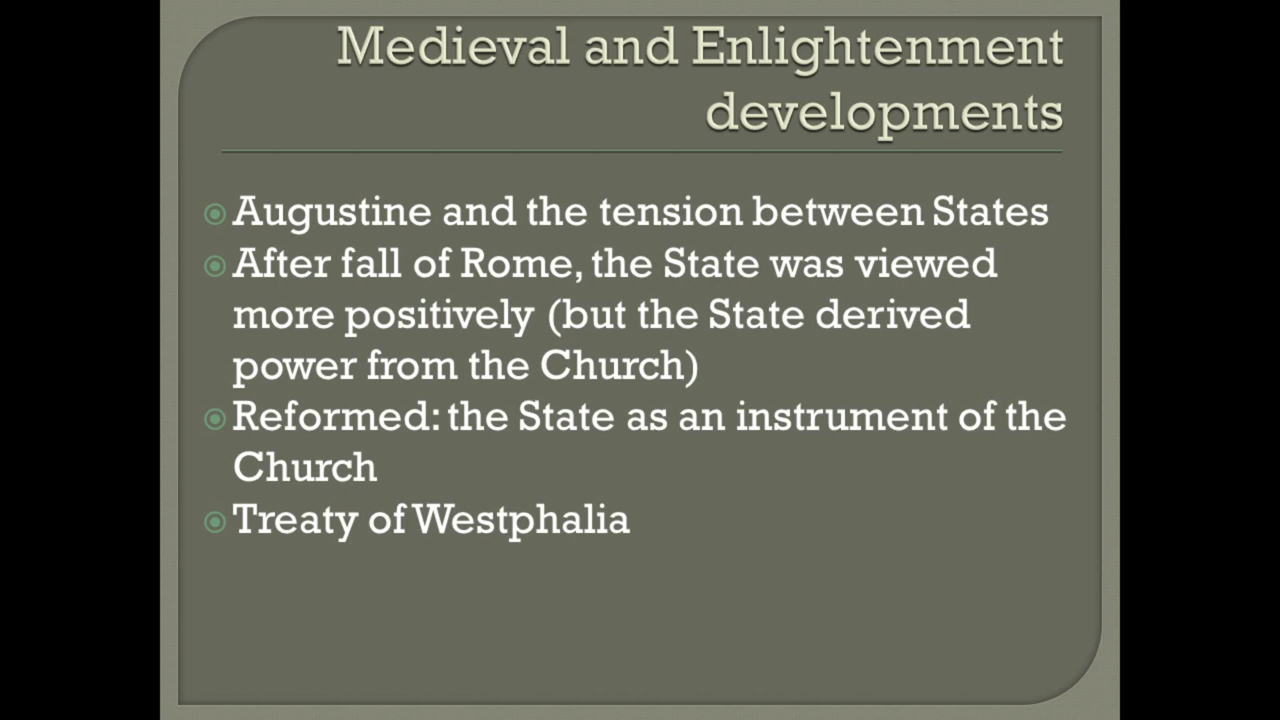 Medieval and Enlightenment
developments
Augustine and the tension between States
After fall of Rome, the State was viewed
more positively (but the State derived
power from the Church)
Reformed: the State as an instrument of the
Church
Treaty of Westphalia